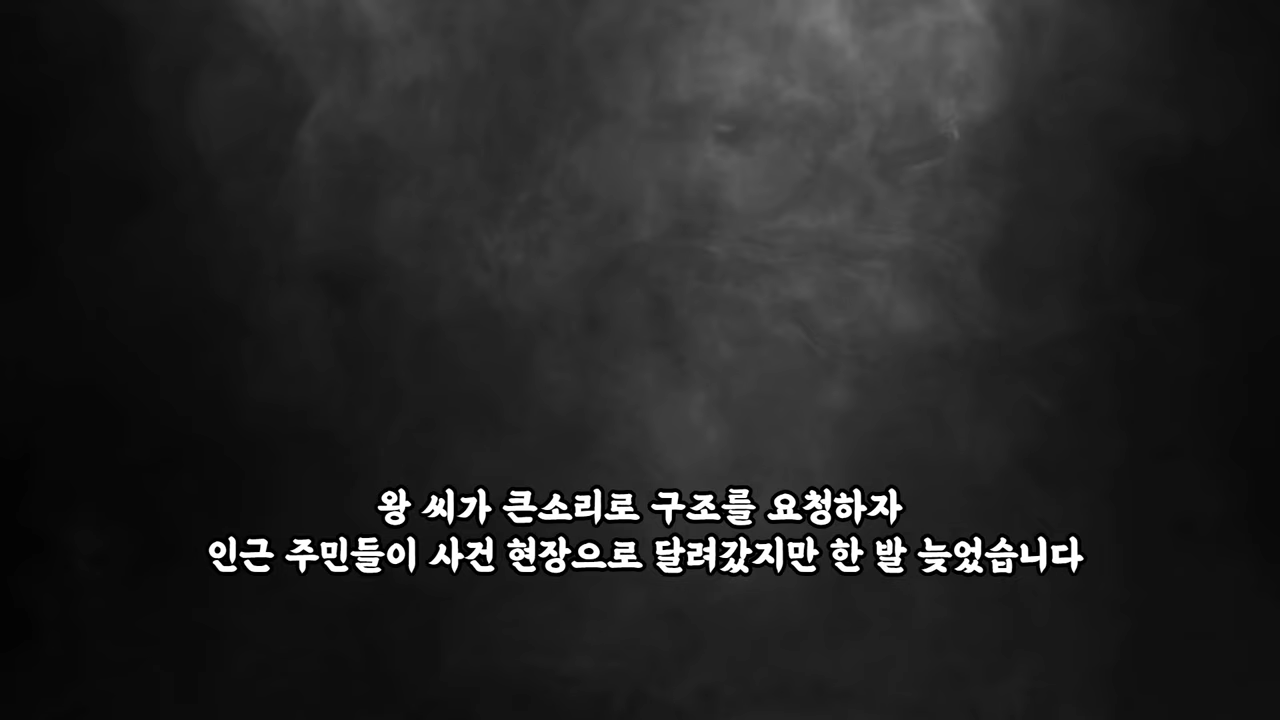 왕 씨가 큰소리로 구조를 요청하자
인근 주민들이 사건 현장으로 달려갔지만 한 발 늦었습니다